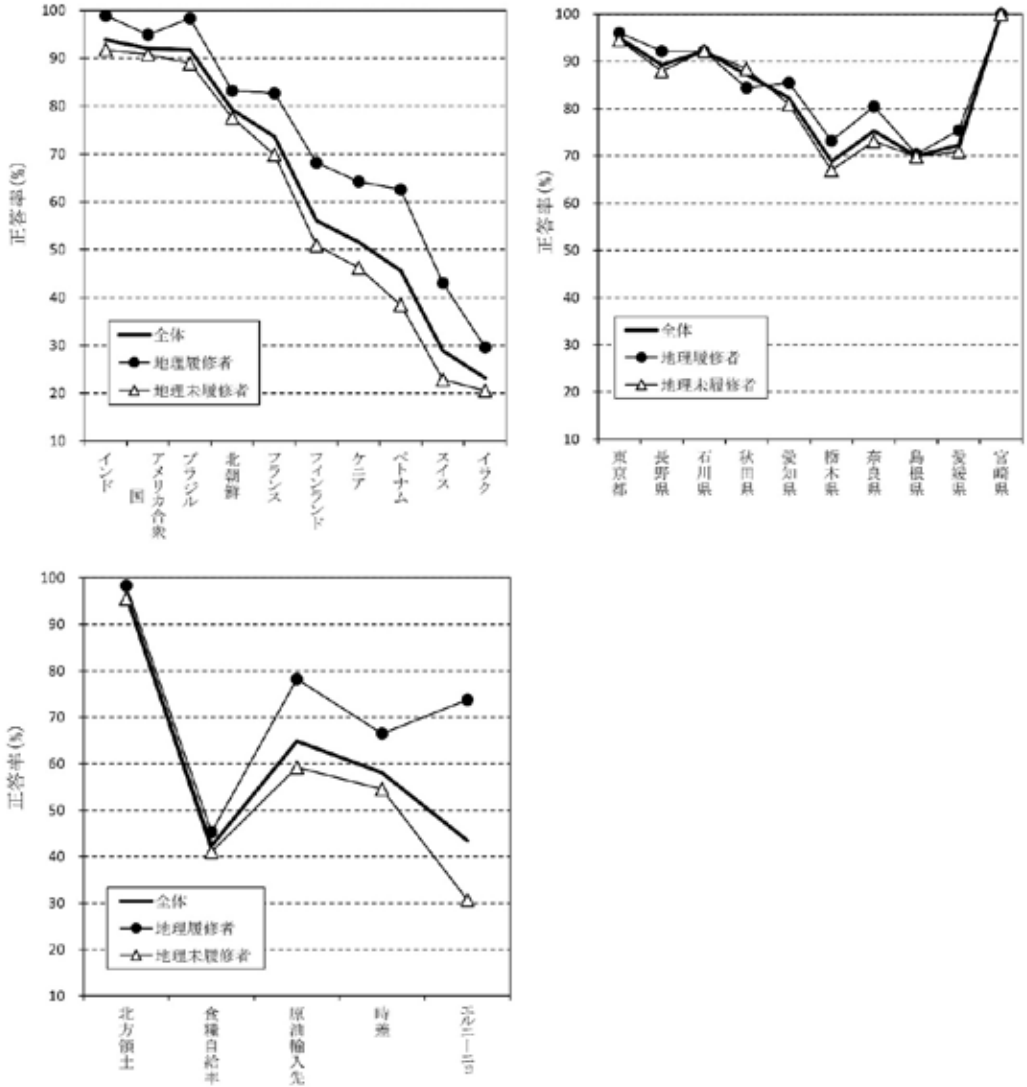 100
90
80
70
60
50
40
30
20
10
正答率(%)
全体
地理履修者
地理未履修者
インド
アメリカ合衆
国
ブラジル
北朝鮮
フランス
フィンランド
ケニア
ベトナム
スイス
イラク
100
90
80
70
60
50
40
30
20
10
正答率(%)
全体
地理履修者
地理未履修者
東京都
長野県
石川県
秋田県
愛知県
栃木県
奈良県
島根県
愛媛県
宮崎県
100
90
80
70
60
50
40
30
20
10
正答率(%)
全体
地理履修者
地理未履修者
北方領土
食糧自給率
原油輸入先
時差